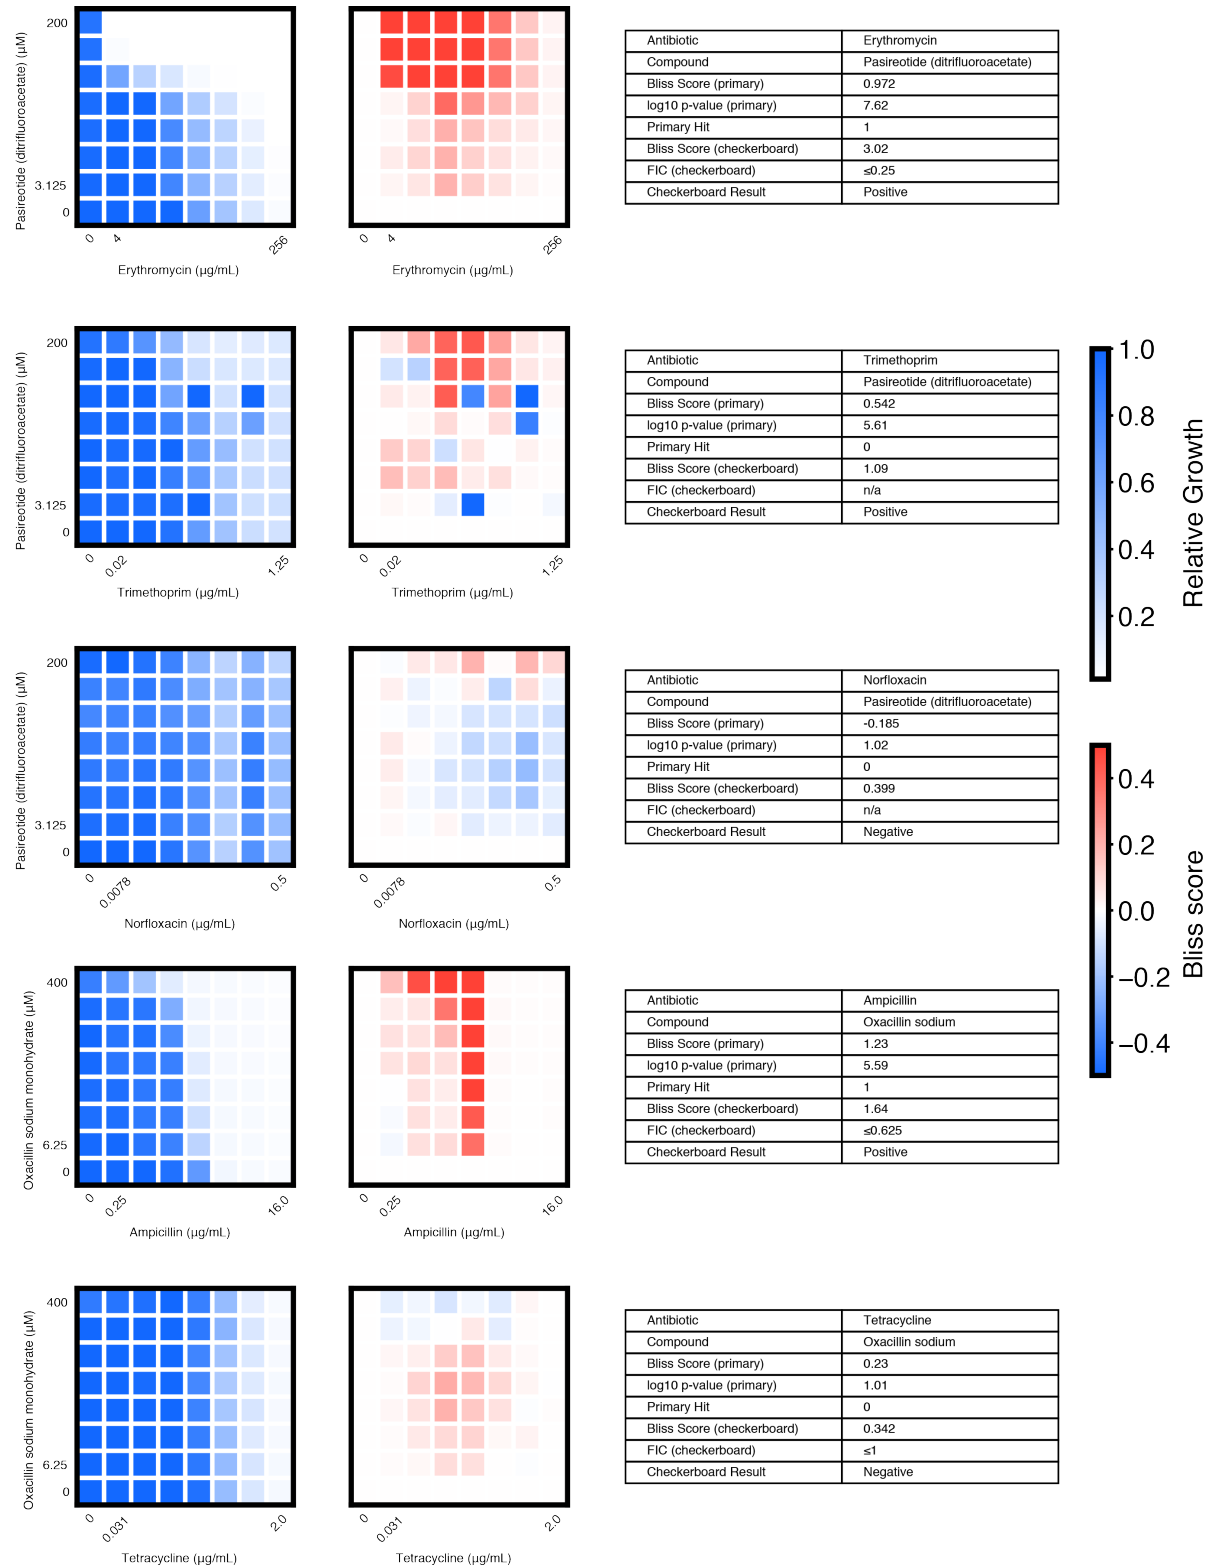 Pasireotide (ditrifluoroacetate) (µM)
200
3.125
0
0
4
256
Erythromycin (µg/mL)
0
4
256
Erythromycin (µg/mL)
Antibiotic Erythromycin
Compound Pasireotide (ditrifluoroacetate)
Bliss Score (primary) 0.972
log10 p-value (primary) 7.62
Primary Hit 1
Bliss Score (checkerboard) 3.02
FIC (checkerboard) ≤0.25
Checkerboard Result Positive
Pasireotide (ditrifluoroacetate) (µM)
200
3.125
0
0
0.02
1.25
Trimethoprim (µg/mL)
0
0.02
1.25
Trimethoprim (µg/mL)
Antibiotic Trimethoprim
Compound Pasireotide (ditrifluoroacetate)
Bliss Score (primary) 0.542
log10 p-value (primary) 5.61
Primary Hit 0
Bliss Score (checkerboard) 1.09
FIC (checkerboard) n/a
Checkerboard Result Positive
1.0
0.8
0.6
0.4
0.2
Relative Growth
Pasireotide (ditrifluoroacetate) (µM)
200
3.125
0
0
0.0078
0.5
Norfloxacin (µg/mL)
0
0.0078
0.5
Norfloxacin (µg/mL)
Antibiotic Norfloxacin
Compound Pasireotide (ditrifluoroacetate)
Bliss Score (primary) -0.185
log10 p-value (primary) 1.02
Primary Hit 0
Bliss Score (checkerboard) 0.399
FIC (checkerboard) n/a
Checkerboard Result Negative
0.4
0.2
0.0
−0.2
−0.4
Bliss score
Oxacillin sodium monohydrate (µM)
400
6.25
0
0
0.25
16.0
Ampicillin (µg/mL)
0
0.25
16.0
Ampicillin (µg/mL)
Antibiotic Ampicillin
Compound Oxacillin sodium
Bliss Score (primary) 1.23
log10 p-value (primary) 5.59
Primary Hit 1
Bliss Score (checkerboard) 1.64
FIC (checkerboard) ≤0.625
Checkerboard Result Positive
Oxacillin sodium monohydrate (µM)
400
6.25
0
0
0.031
2.0
Tetracycline (µg/mL)
0
0.031
2.0
Tetracycline (µg/mL)
Antibiotic Tetracycline
Compound Oxacillin sodium
Bliss Score (primary) 0.23
log10 p-value (primary) 1.01
Primary Hit 0
Bliss Score (checkerboard) 0.342
FIC (checkerboard) ≤1
Checkerboard Result Negative